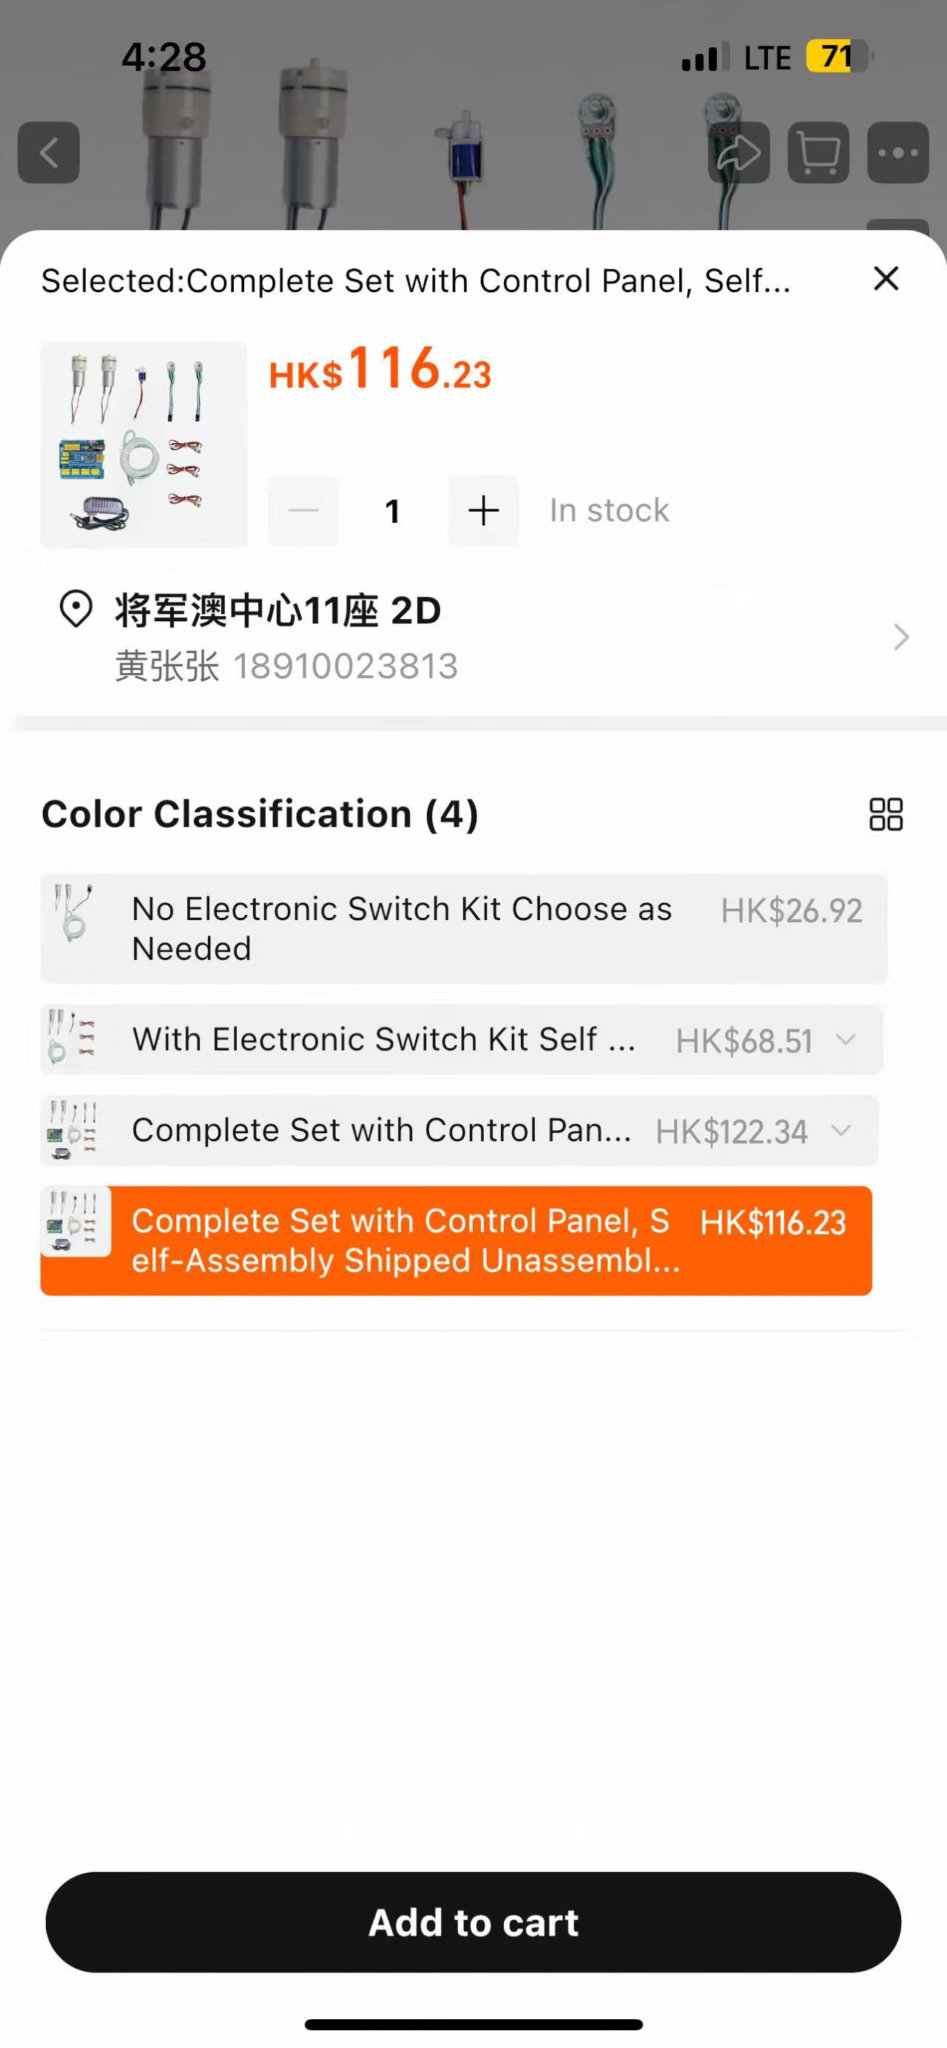 4:28
LTE 71
Selected:Complete Set with Control Panel, Self...
HK$116.23
1
In stock
将军澳中心11座 2D
黄张张 18910023813
Color Classification (4)
No Electronic Switch Kit Choose as
Needed
HK$26.92
With Electronic Switch Kit Self ...
HK$68.51
Complete Set with Control Pan...
HK$122.34
Complete Set with Control Panel, S
elf-Assembly Shipped Unassembl...
HK$116.23
Add to cart